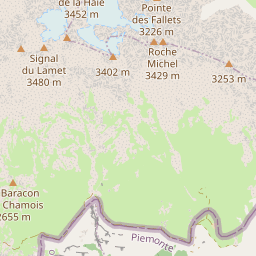 de la Haie
3452 m
Pointe
des Fallets
3226 m
Signal
du Lamet
3480 m
3402 m
Roche
Michel
3429 m
3253 m
Baracon
Chamois
2655 m
Piemonte